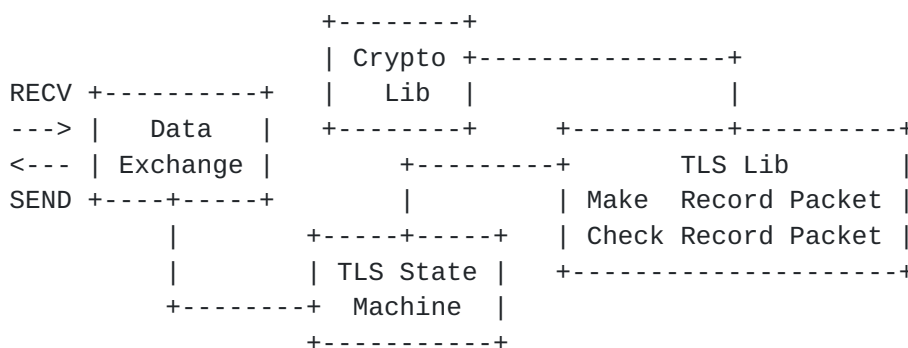 +--------+
                    | Crypto +----------------+
RECV +----------+   |   Lib  |                |
---> |   Data   |   +--------+     +----------+----------+
<--- | Exchange |        +---------+       TLS Lib       |
SEND +----+-----+        |         | Make  Record Packet |
          |        +-----+-----+   | Check Record Packet |
          |        | TLS State |   +---------------------+
          +--------+  Machine  |
                   +-----------+